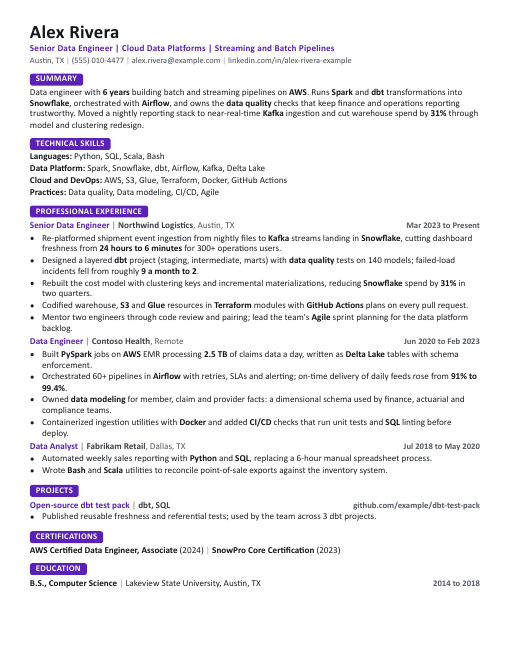 Alex Rivera
Senior Data Engineer | Cloud Data Platforms | Streaming and Batch Pipelines
Austin, TX | (555) 010-4477 | alex.rivera@example.com | linkedin.com/in/alex-rivera-example
SUMMARY
Data engineer with 6 years building batch and streaming pipelines on AWS. Runs Spark and dbt transformations into
Snowflake, orchestrated with Airflow, and owns the data quality checks that keep finance and operations reporting
trustworthy. Moved a nightly reporting stack to near-real-time Kafka ingestion and cut warehouse spend by 31% through
model and clustering redesign.
TECHNICAL SKILLS
Languages: Python, SQL, Scala, Bash
Data Platform: Spark, Snowflake, dbt, Airflow, Kafka, Delta Lake
Cloud and DevOps: AWS, S3, Glue, Terraform, Docker, GitHub Actions
Practices: Data quality, Data modeling, CI/CD, Agile
PROFESSIONAL EXPERIENCE
Senior Data Engineer | Northwind Logistics, Austin, TX Mar 2023 to Present
• Re-platformed shipment event ingestion from nightly files to Kafka streams landing in Snowflake, cutting dashboard
freshness from 24 hours to 6 minutes for 300+ operations users.
• Designed a layered dbt project (staging, intermediate, marts) with data quality tests on 140 models; failed-load
incidents fell from roughly 9 a month to 2.
• Rebuilt the cost model with clustering keys and incremental materializations, reducing Snowflake spend by 31% in
two quarters.
• Codified warehouse, S3 and Glue resources in Terraform modules with GitHub Actions plans on every pull request.
• Mentor two engineers through code review and pairing; lead the team's Agile sprint planning for the data platform
backlog.
Data Engineer | Contoso Health, Remote Jun 2020 to Feb 2023
• Built PySpark jobs on AWS EMR processing 2.5 TB of claims data a day, written as Delta Lake tables with schema
enforcement.
• Orchestrated 60+ pipelines in Airflow with retries, SLAs and alerting; on-time delivery of daily feeds rose from 91% to
99.4%.
• Owned data modeling for member, claim and provider facts: a dimensional schema used by finance, actuarial and
compliance teams.
• Containerized ingestion utilities with Docker and added CI/CD checks that run unit tests and SQL linting before
deploy.
Data Analyst | Fabrikam Retail, Dallas, TX Jul 2018 to May 2020
• Automated weekly sales reporting with Python and SQL, replacing a 6-hour manual spreadsheet process.
• Wrote Bash and Scala utilities to reconcile point-of-sale exports against the inventory system.
PROJECTS
Open-source dbt test pack | dbt, SQL github.com/example/dbt-test-pack
• Published reusable freshness and referential tests; used by the team across 3 dbt projects.
CERTIFICATIONS
AWS Certified Data Engineer, Associate (2024) | SnowPro Core Certification (2023)
EDUCATION
B.S., Computer Science | Lakeview State University, Austin, TX 2014 to 2018